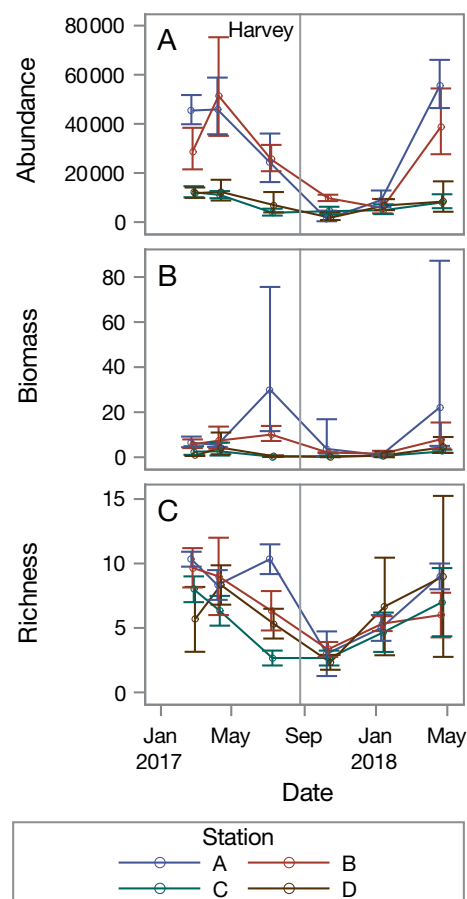 A
Harvey
Abundance
80000
60000
40000
20000
0
B
Biomass
80
60
40
20
0
C
Richness
15
10
5
0
Jan May Sep Jan May
2017 2018
Date
Station
A B
C D